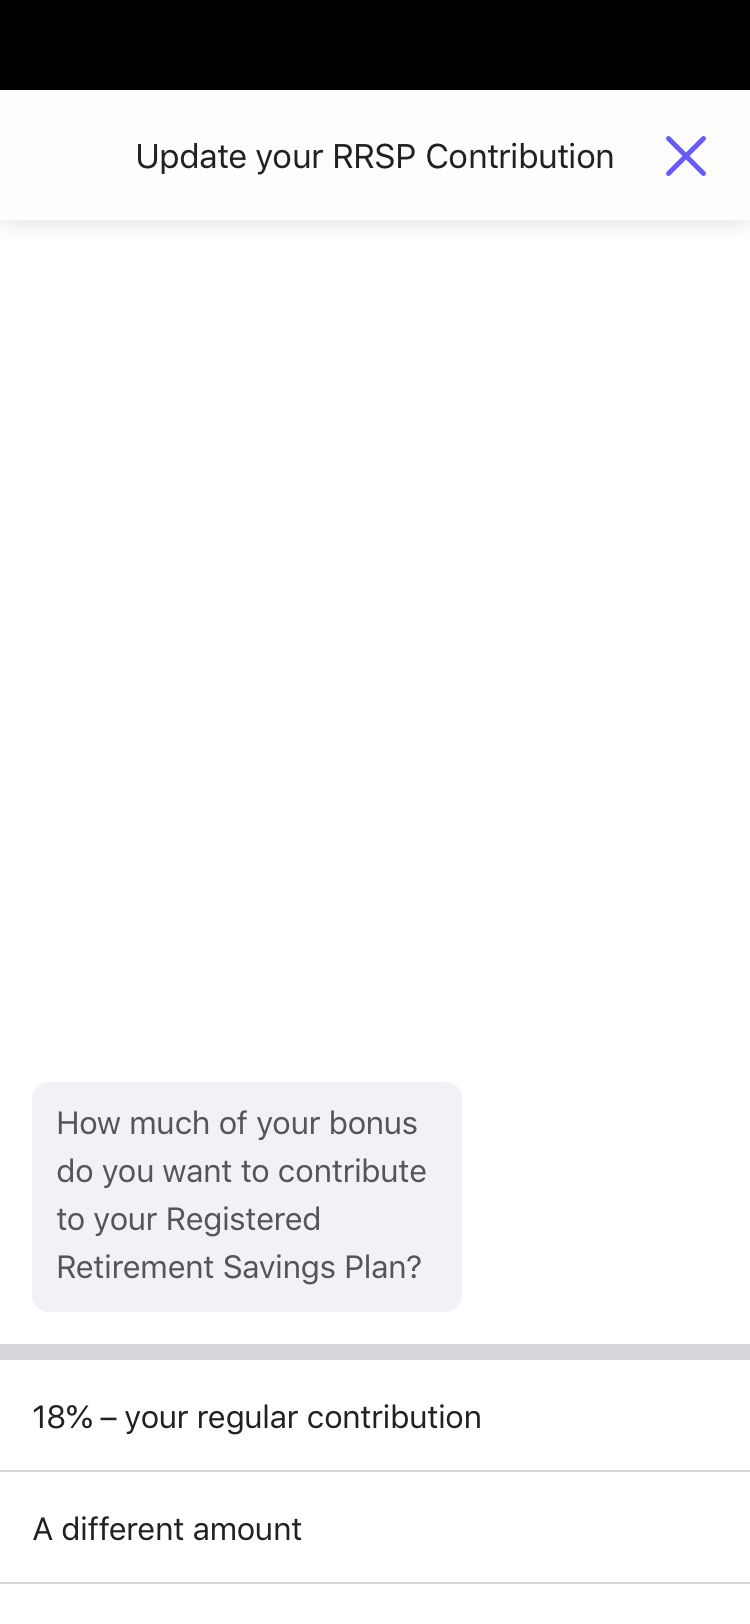 Update your RRSP Contribution
How much of your bonus
do you want to contribute
to your Registered
Retirement Savings Plan?
18% – your regular contribution
A different amount